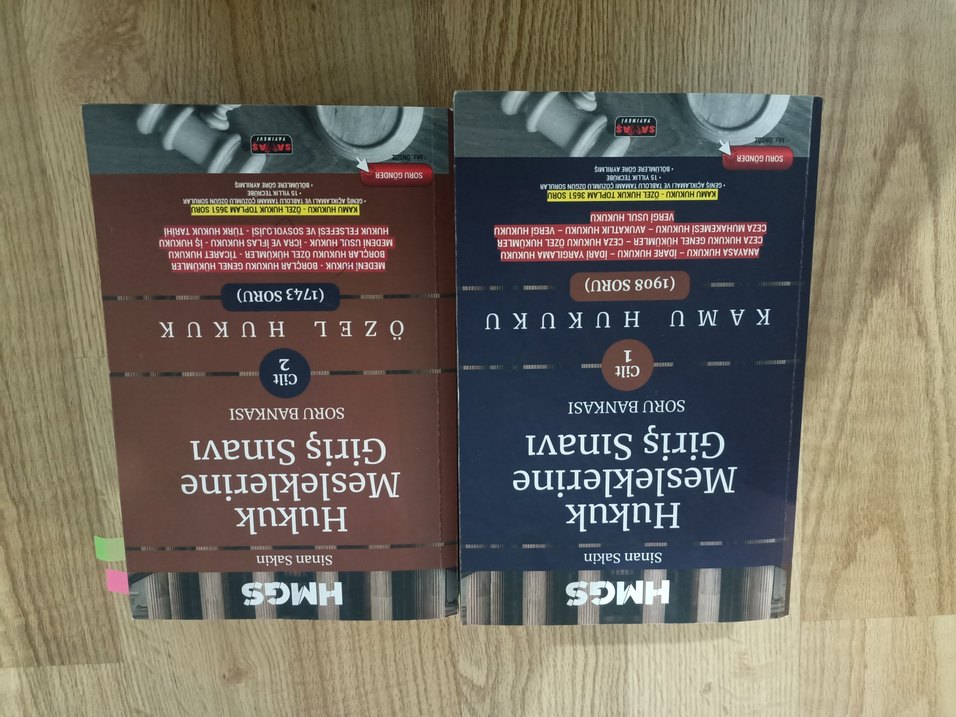 HMGS
Sinan Sakin
Hukuk
Mesleklerine
Giriş Sınavı
SORU BANKASI
Cilt
1
KAMU HUKUKU
(1908 SORU)
ANAYASA HUKUKU – İDARE HUKUKU – İDARİ YARGILAMA HUKUKU
CEZA HUKUKU GENEL HÜKÜMLER – CEZA HUKUKU ÖZEL HÜKÜMLER
CEZA MUHAKEMESİ HUKUKU – AVUKATLIK HUKUKU – VERGİ HUKUKU
VERGİ USUL HUKUKU
KAMU HUKUKU - ÖZEL HUKUK TOPLAM 3651 SORU
• GENİŞ AÇIKLAMALI VE TABLOLU TAMAMI ÇÖZÜMLÜ ÖZGÜN SORULAR
• 15 YILLIK TECRÜBE
• BÖLÜMLERE GÖRE AYRILMIŞ
SORU GÖNDER
* bkz. ÖNSÖZ
SAVAŞ
YAYINEVİ
HMGS
Sinan Sakin
Hukuk
Mesleklerine
Giriş Sınavı
SORU BANKASI
Cilt
2
ÖZEL HUKUK
(1743 SORU)
MEDENİ HUKUK - BORÇLAR HUKUKU GENEL HÜKÜMLER
BORÇLAR HUKUKU ÖZEL HÜKÜMLER - TİCARET HUKUKU
MEDENİ USUL HUKUK - İCRA VE İFLAS HUKUKU - İŞ HUKUKU
HUKUK FELSEFESİ VE SOSYOLOJİSİ - TÜRK HUKUK TARİHİ
KAMU HUKUKU - ÖZEL HUKUK TOPLAM 3651 SORU
• GENİŞ AÇIKLAMALI VE TABLOLU TAMAMI ÇÖZÜMLÜ ÖZGÜN SORULAR
• 15 YILLIK TECRÜBE
• BÖLÜMLERE GÖRE AYRILMIŞ
SORU GÖNDER
* bkz. ÖNSÖZ
SAVAŞ
YAYINEVİ